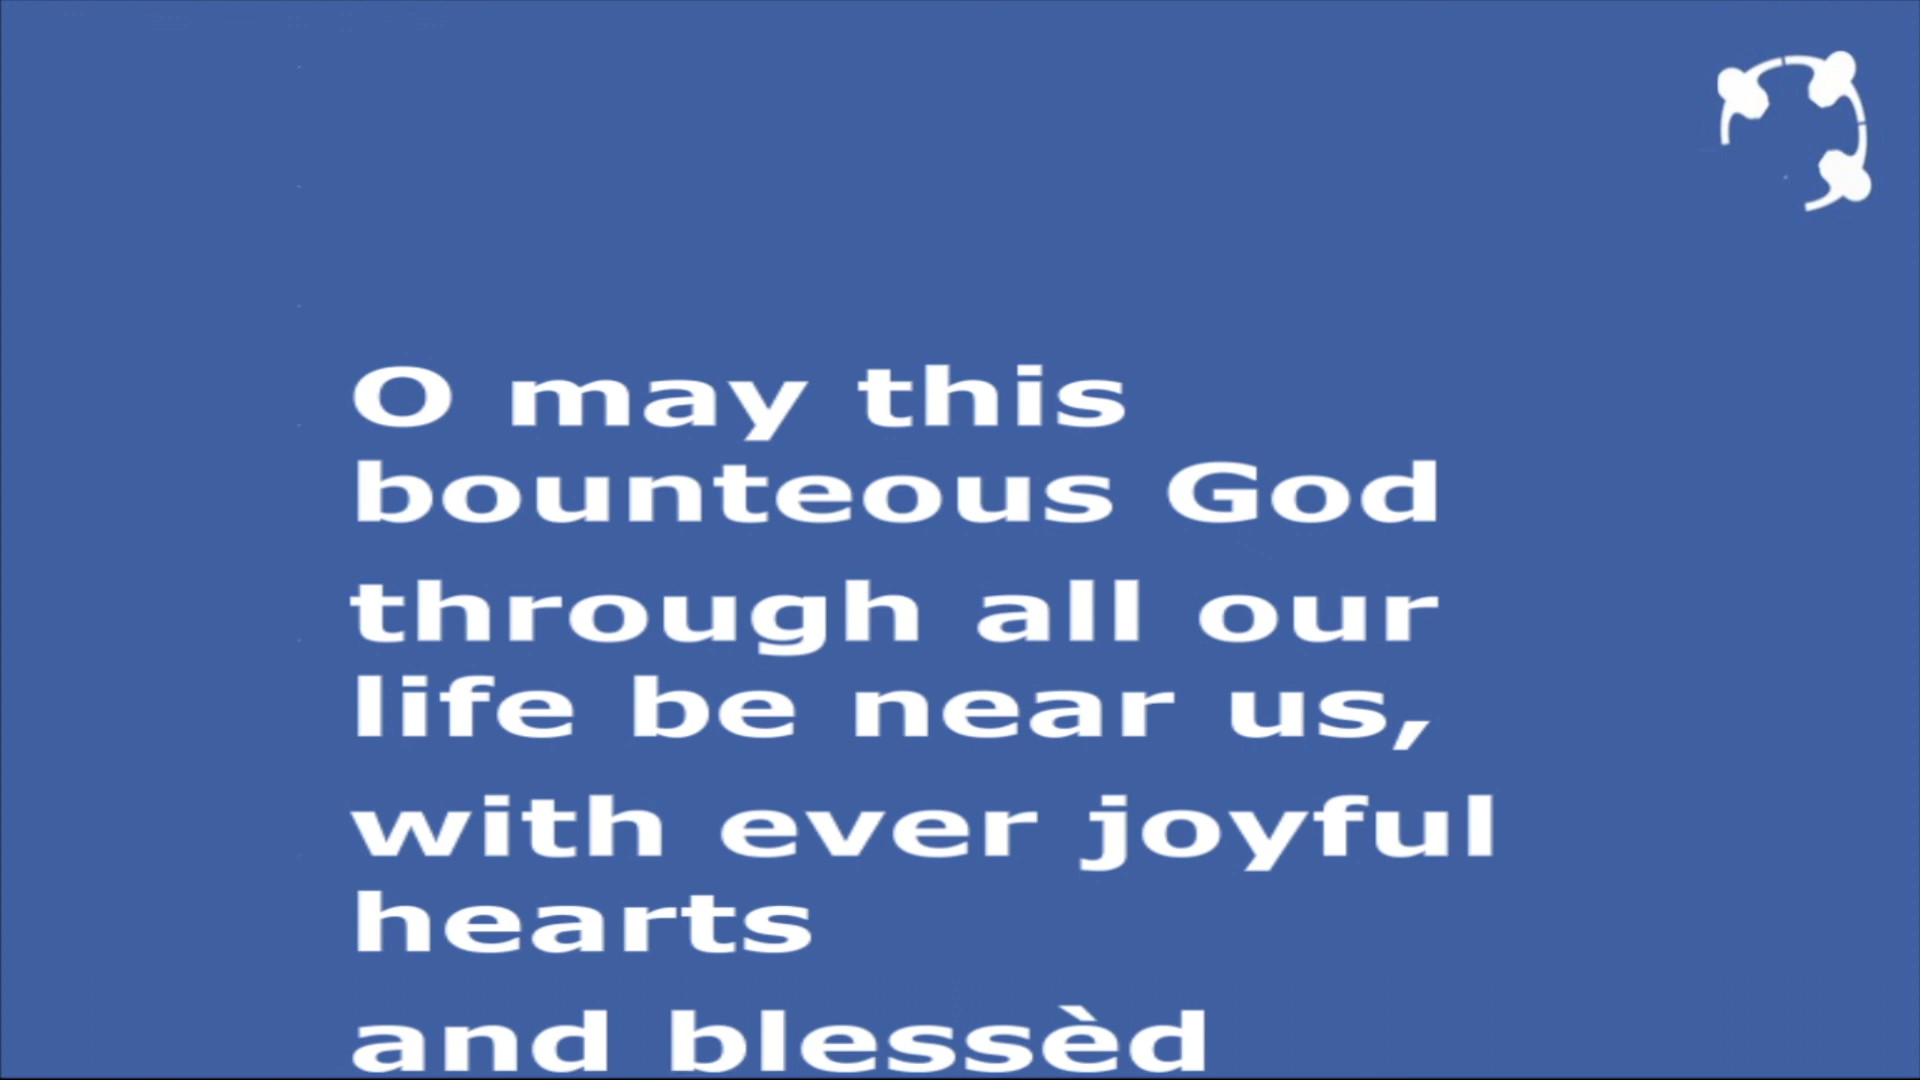 O may this
bounteous God
through all our
life be near us,
with ever joyful
hearts
and blessèd